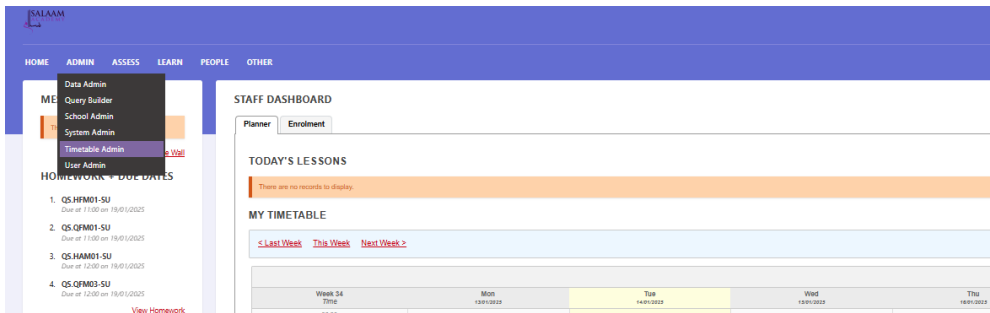 SALAAM
HOME ADMIN ASSESS LEARN PEOPLE OTHER
Data Admin
Query Builder
School Admin
System Admin
Timetable Admin
User Admin
ME
Th
e Wall
HOMEWORK + DUE DATES
1. QS.HFM01-SU
Due at 11:00 on 19/01/2025
2. QS.QFM01-SU
Due at 11:00 on 19/01/2025
3. QS.HAM01-SU
Due at 12:00 on 19/01/2025
4. QS.QFM03-SU
Due at 12:00 on 19/01/2025
View Homework
STAFF DASHBOARD
Planner Enrolment
TODAY'S LESSONS
There are no records to display.
MY TIMETABLE
< Last Week This Week Next Week >
Week 34 Mon Tue Wed Thu
Time 13/01/2025 14/01/2025 15/01/2025 16/01/2025